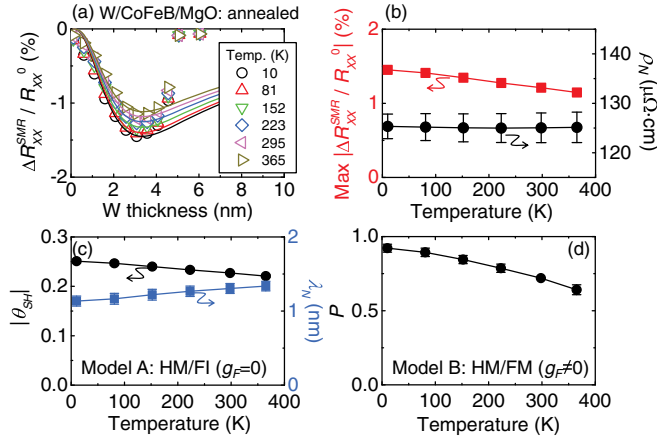 (a) W/CoFeB/MgO: annealed
ΔR_XX^SMR / R_XX^0 (%)
0
-1
-2
0 2 4 6 8 10
W thickness (nm)
Temp. (K)
10
81
152
223
295
365
(b)
Max |ΔR_XX^SMR / R_XX^0| (%)
2
1
0
0 100 200 300 400
Temperature (K)
140
135
130
125
120
ρ_N (μΩ·cm)
(c)
|θ_SH|
0.3
0.2
0.1
0 100 200 300 400
Temperature (K)
2
1
0
λ_N (nm)
Model A: HM/FI (g_F=0)
(d)
P
1.0
0.5
0.0
0 100 200 300 400
Temperature (K)
Model B: HM/FM (g_F≠0)